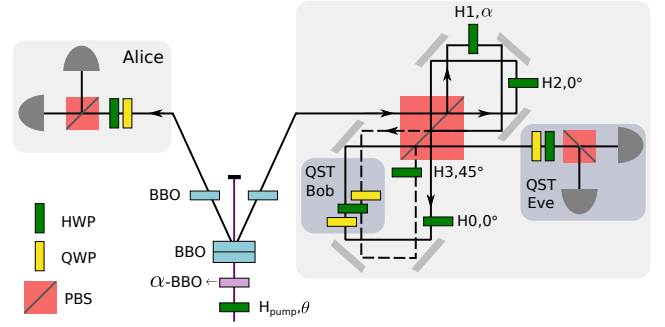 H1,α
Alice
H2,0°
BBO
QST
Bob
H3,45°
QST
Eve
HWP
BBO
H0,0°
QWP
α-BBO←
PBS
H_pump,θ